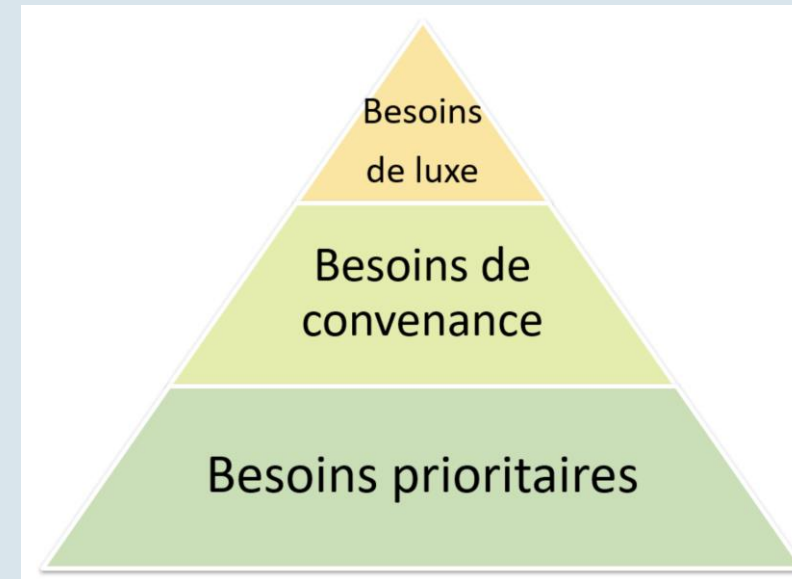 Besoins
de luxe
Besoins de
convenance
Besoins prioritaires